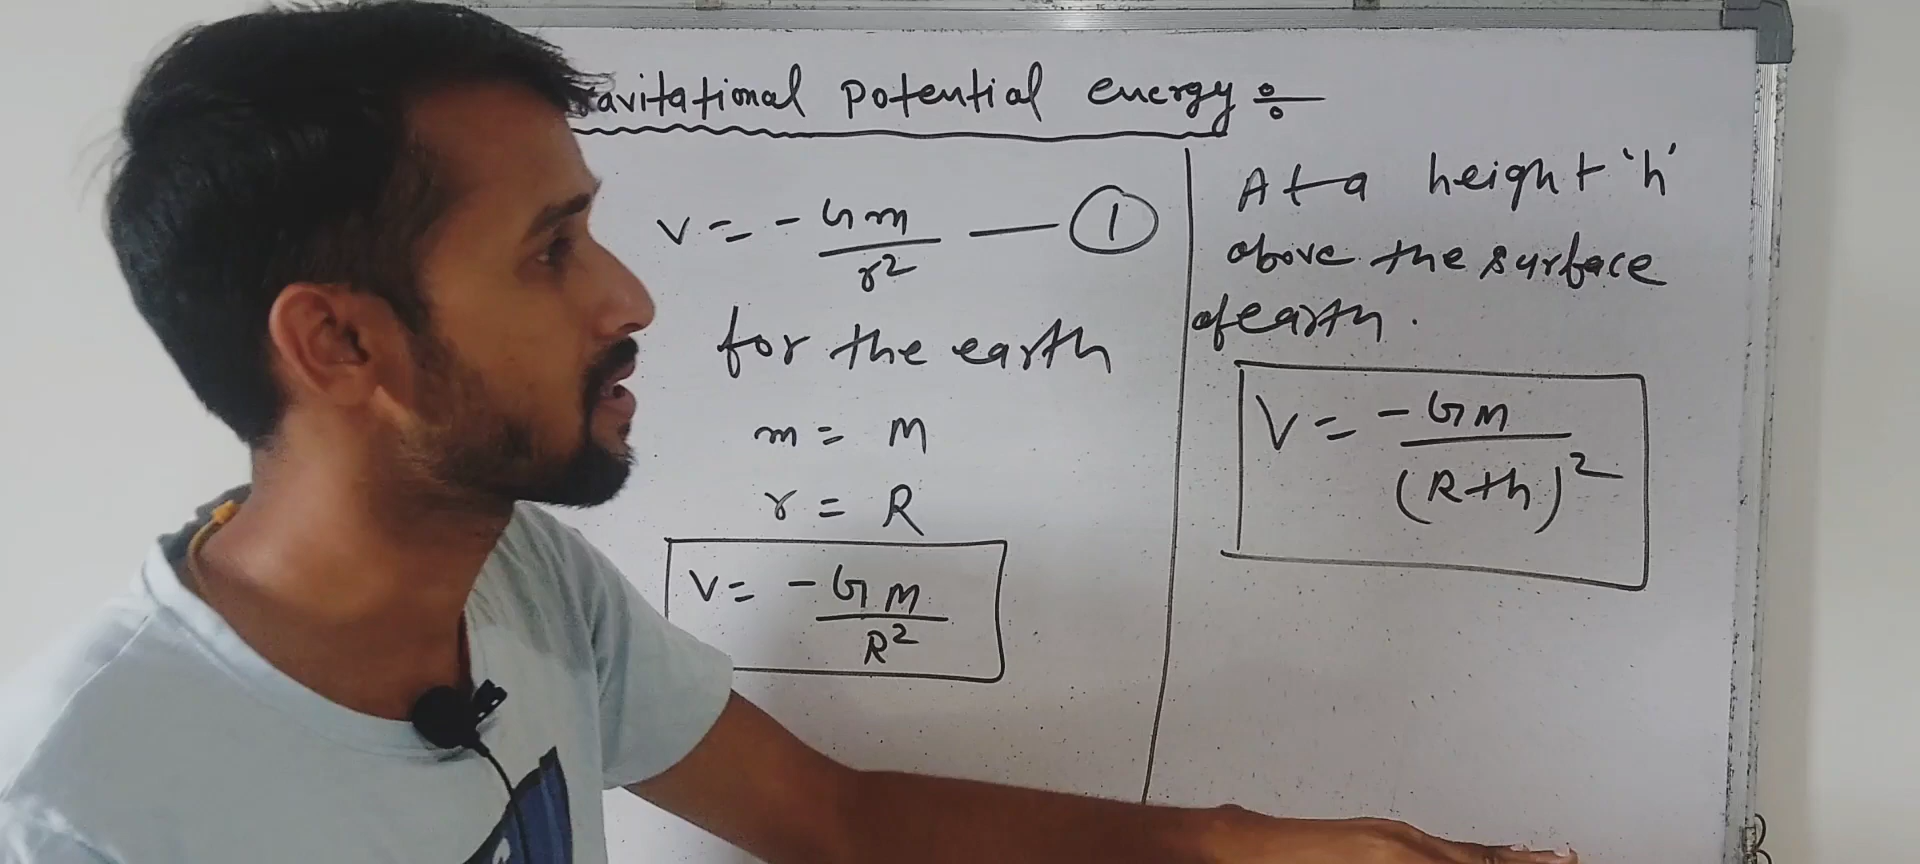 ravitational potential energy :-
V = - Gm / r² — ①
for the earth
m = M
r = R
V = - GM / R²
At a height 'h'
above the surface
of earth.
V = - GM / (R+h)²